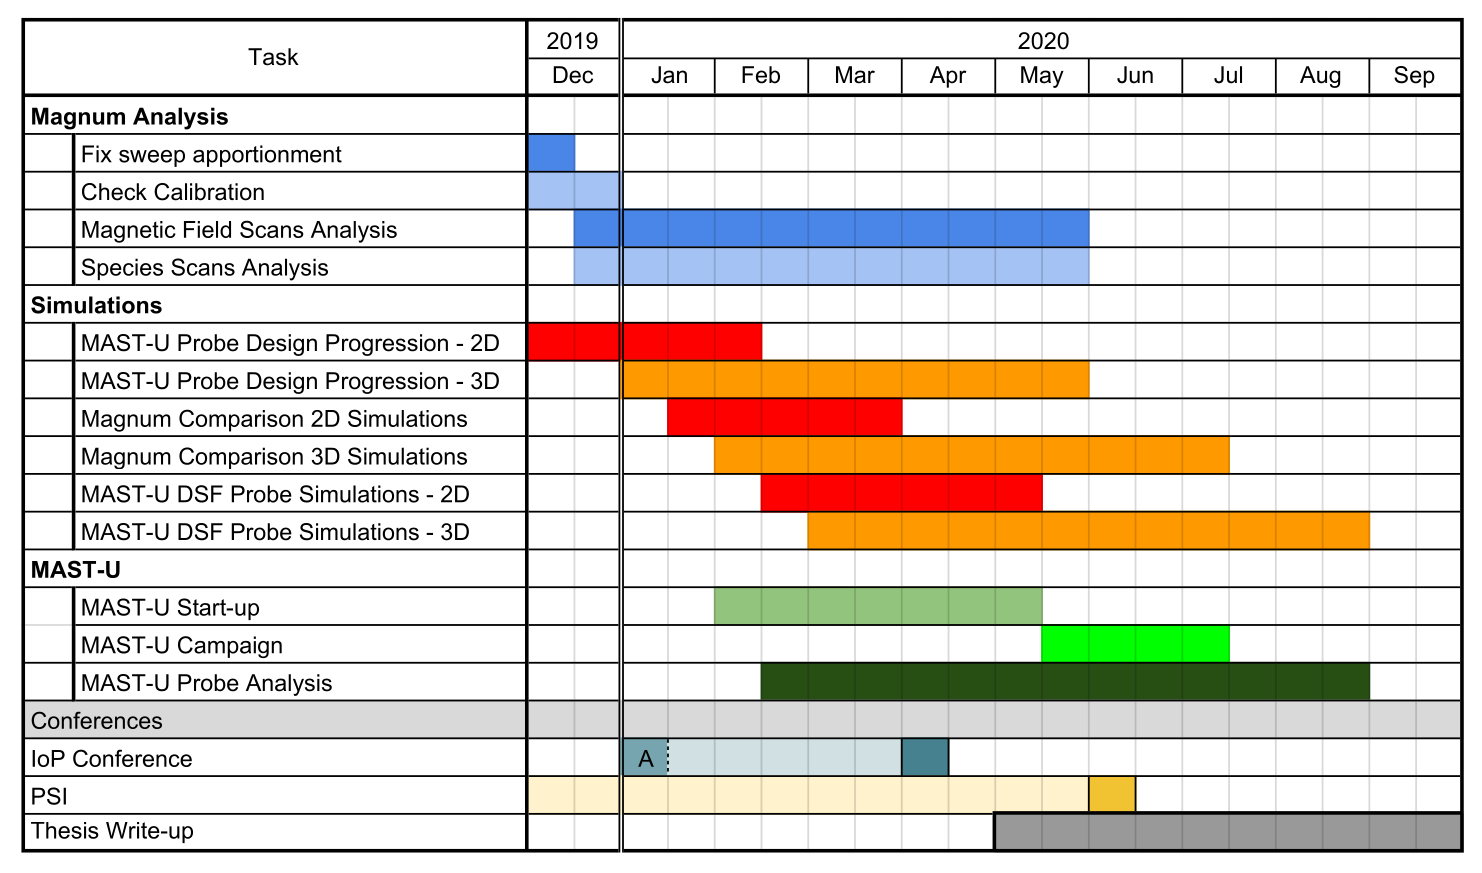 Task
2019
2020
Dec
Jan
Feb
Mar
Apr
May
Jun
Jul
Aug
Sep
Magnum Analysis
Fix sweep apportionment
Check Calibration
Magnetic Field Scans Analysis
Species Scans Analysis
Simulations
MAST-U Probe Design Progression - 2D
MAST-U Probe Design Progression - 3D
Magnum Comparison 2D Simulations
Magnum Comparison 3D Simulations
MAST-U DSF Probe Simulations - 2D
MAST-U DSF Probe Simulations - 3D
MAST-U
MAST-U Start-up
MAST-U Campaign
MAST-U Probe Analysis
Conferences
IoP Conference
A
PSI
Thesis Write-up